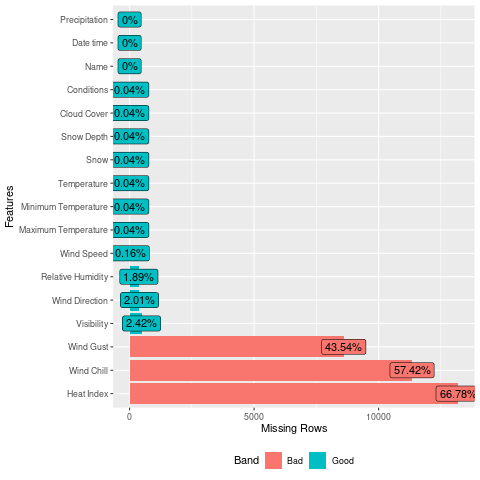 Precipitation 0%
Date time 0%
Name 0%
Conditions 0.04%
Cloud Cover 0.04%
Snow Depth 0.04%
Snow 0.04%
Temperature 0.04%
Minimum Temperature 0.04%
Maximum Temperature 0.04%
Wind Speed 0.16%
Relative Humidity 1.89%
Wind Direction 2.01%
Visibility 2.42%
Wind Gust 43.54%
Wind Chill 57.42%
Heat Index 66.78%
Features
0 5000 10000
Missing Rows
Band Bad Good